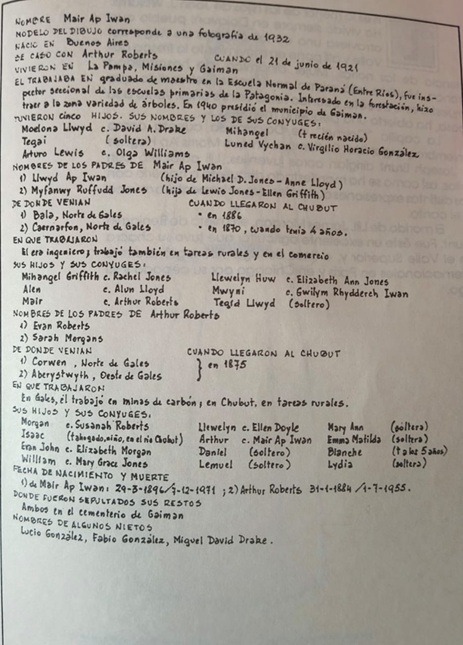 NOMBRE Mair Ap Iwan
MODELO DEL DIBUJO corresponde a una fotografía de 1932
NACIO EN Buenos Aires
SE CASO CON Arthur Roberts CUANDO el 21 de junio de 1921
VIVIERON EN La Pampa, Misiones y Gaiman
EL TRABAJABA EN graduado de maestro en la Escuela Normal de Paraná (Entre Ríos), fue ins-
pector seccional de las escuelas primarias de la Patagonia. Interesado en la forestación, hizo
traer a la zona variedad de árboles. En 1940 presidió el municipio de Gaiman.
TUVIERON cinco HIJOS. SUS NOMBRES Y LOS DE SUS CONYUGES:
Moelona Llwyd c. David A. Drake Mihangel († recién nacido)
Tegai (soltera) Luned Vychan c. Virgilio Horacio González
Arturo Lewis c. Olga Williams
NOMBRES DE LOS PADRES DE Mair Ap Iwan
1) Llwyd Ap Iwan (hijo de Michael D. Jones - Anne Lloyd)
2) Myfanwy Ruffudd Jones (hija de Lewis Jones - Ellen Griffith)
DE DONDE VENIAN CUANDO LLEGARON AL CHUBUT
1) Bala, Norte de Gales • en 1886
2) Caernarfon, Norte de Gales • en 1870, cuando tenía 4 años.
EN QUE TRABAJARON
El era ingeniero; trabajó también en tareas rurales y en el comercio
SUS HIJOS Y SUS CONYUGES:
Mihangel Griffith c. Rachel Jones Llewelyn Huw c. Elizabeth Ann Jones
Alen c. Alun Lloyd Mwyni c. Gwilym Rhydderch Iwan
Mair c. Arthur Roberts Tegid Llwyd (soltero)
NOMBRES DE LOS PADRES DE Arthur Roberts
1) Evan Roberts
2) Sarah Morgans
DE DONDE VENIAN CUANDO LLEGARON AL CHUBUT
1) Corwen, Norte de Gales } en 1875
2) Aberystwyth, Oeste de Gales
EN QUE TRABAJARON
En Gales, él trabajó en minas de carbón; en Chubut, en tareas rurales.
SUS HIJOS Y SUS CONYUGES:
Morgan c. Susanah Roberts Llewelyn c. Ellen Doyle Mary Ann (soltera)
Isaac (†ahogado, niño, en el río Chubut) Arthur c. Mair Ap Iwan Emma Matilda (soltera)
Evan John c. Elizabeth Morgan Daniel (soltero) Blanche († a los 5 años)
William c. Mary Grace Jones Lemuel (soltero) Lydia (soltera)
FECHA DE NACIMIENTO Y MUERTE
1) de Mair Ap Iwan: 29-3-1896/7-12-1971; 2) Arthur Roberts 31-1-1884/1-7-1955.
DONDE FUERON SEPULTADOS SUS RESTOS
Ambos en el cementerio de Gaiman
NOMBRES DE ALGUNOS NIETOS
Lucio González, Fabio González, Miguel David Drake.